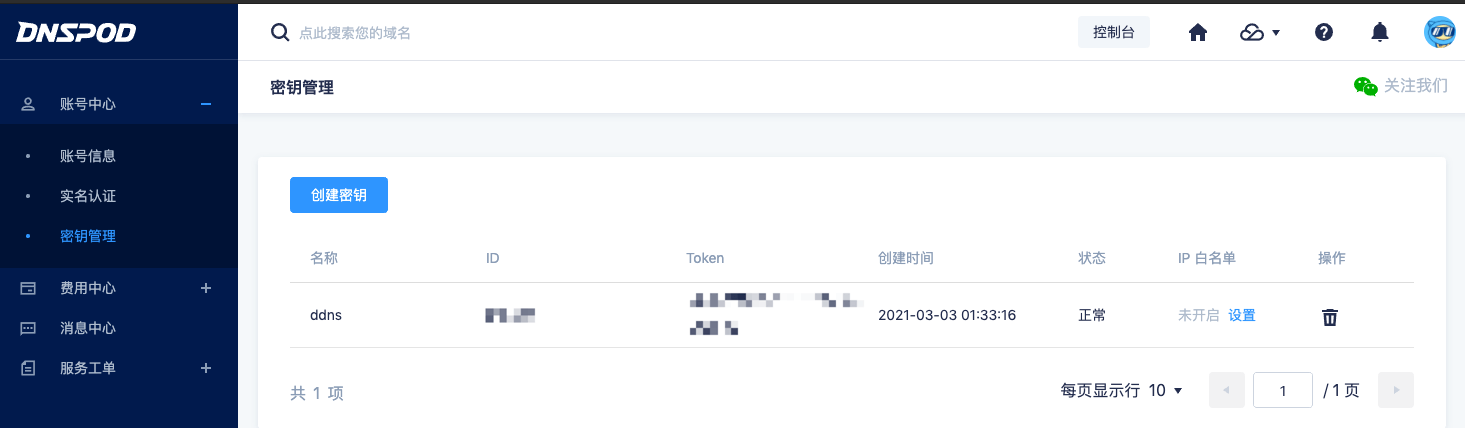 DNSPOD
点此搜索您的域名
控制台
密钥管理
关注我们
账号中心
账号信息
实名认证
密钥管理
费用中心
消息中心
服务工单
创建密钥
名称 ID Token 创建时间 状态 IP 白名单 操作
ddns 2021-03-03 01:33:16 正常 未开启 设置
共 1 项
每页显示行 10 1 / 1 页